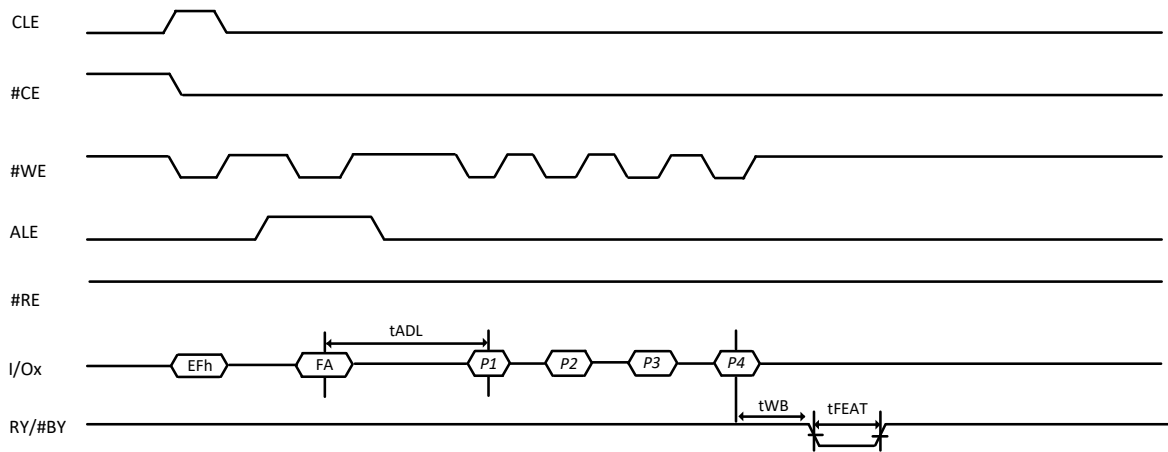 CLE
#CE
#WE
ALE
#RE
tADL
I/Ox EFh FA P1 P2 P3 P4
tWB tFEAT
RY/#BY